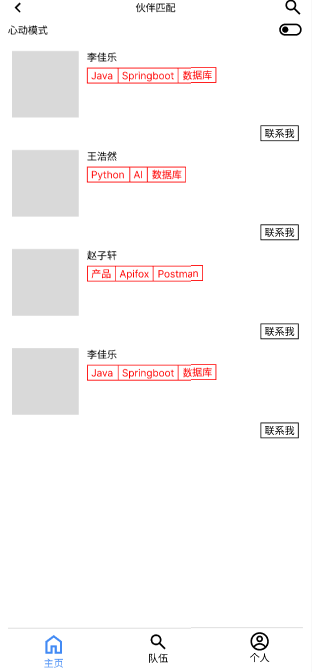 伙伴匹配
心动模式
李佳乐
Java Springboot 数据库
联系我
王浩然
Python AI 数据库
联系我
赵子轩
产品 Apifox Postman
联系我
李佳乐
Java Springboot 数据库
联系我
主页 队伍 个人